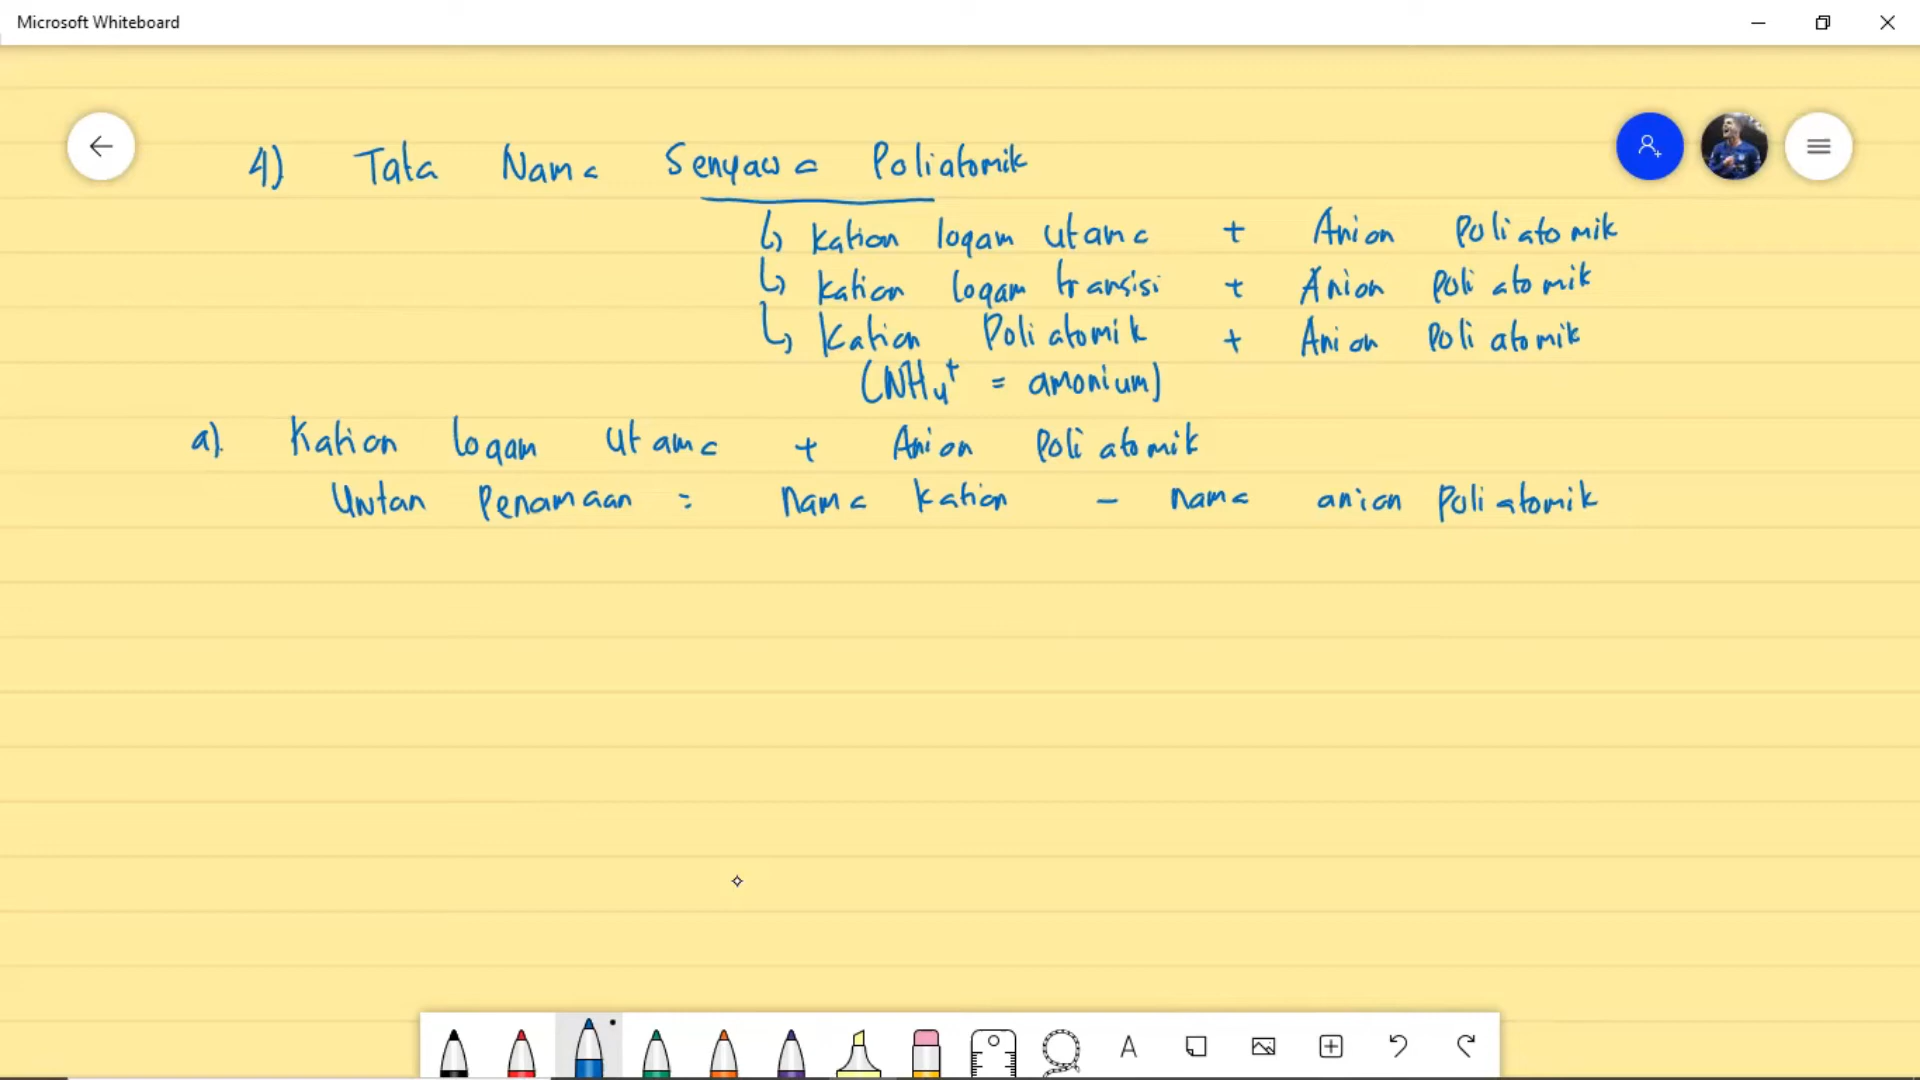 Microsoft Whiteboard
4) Tata Nama Senyawa Poliatomik
↳ Kation logam utama + Anion Poliatomik
↳ Kation logam transisi + Anion Poliatomik
↳ Kation Poliatomik + Anion Poliatomik
(NH₄⁺ = amonium)
a). Kation logam utama + Anion Poliatomik
Urutan Penamaan : nama kation - nama anion Poliatomik